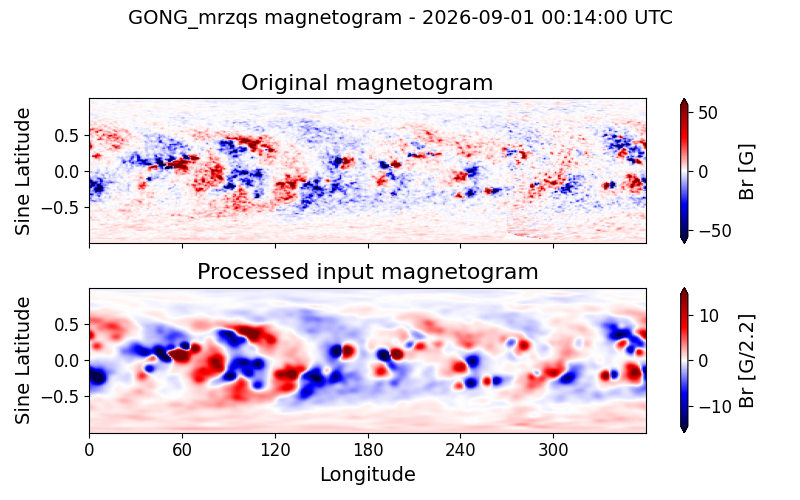 GONG_mrzqs magnetogram - 2026-09-01 00:14:00 UTC
Original magnetogram
Sine Latitude
0.5
0.0
−0.5
50
0
−50
Br [G]
Processed input magnetogram
Sine Latitude
0.5
0.0
−0.5
0
60
120
180
240
300
Longitude
10
0
−10
Br [G/2.2]